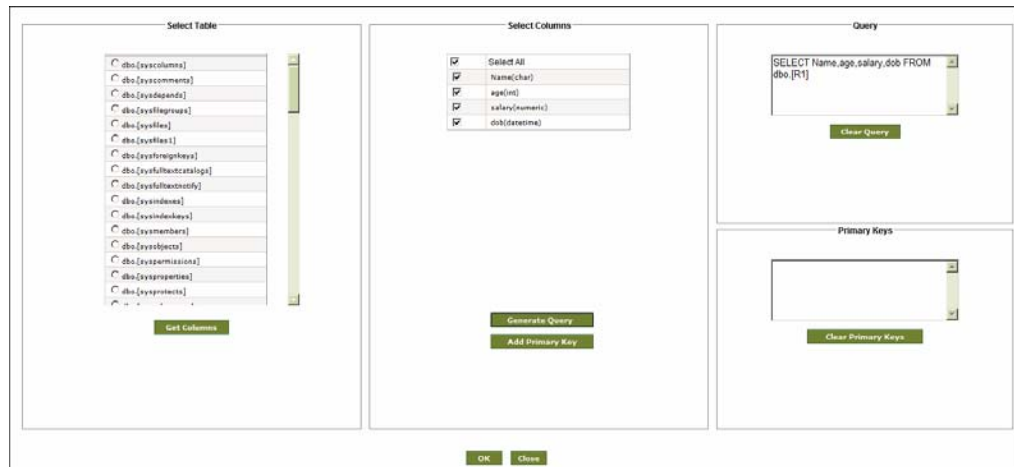 Select Table
dbo.[syscolumns]
dbo.[syscomments]
dbo.[sysdepends]
dbo.[sysfilegroups]
dbo.[sysfiles]
dbo.[sysfiles1]
dbo.[sysforeignkeys]
dbo.[sysfulltextcatalogs]
dbo.[sysfulltextnotify]
dbo.[sysindexes]
dbo.[sysindexkeys]
dbo.[sysmembers]
dbo.[sysobjects]
dbo.[syspermissions]
dbo.[sysproperties]
dbo.[sysprotects]
Get Columns
Select Columns
Select All
Name(char)
age(int)
salary(numeric)
dob(datetime)
Generate Query
Add Primary Key
Query
SELECT Name,age,salary,dob FROM
dbo.[R1]
Clear Query
Primary Keys
Clear Primary Keys
OK
Close